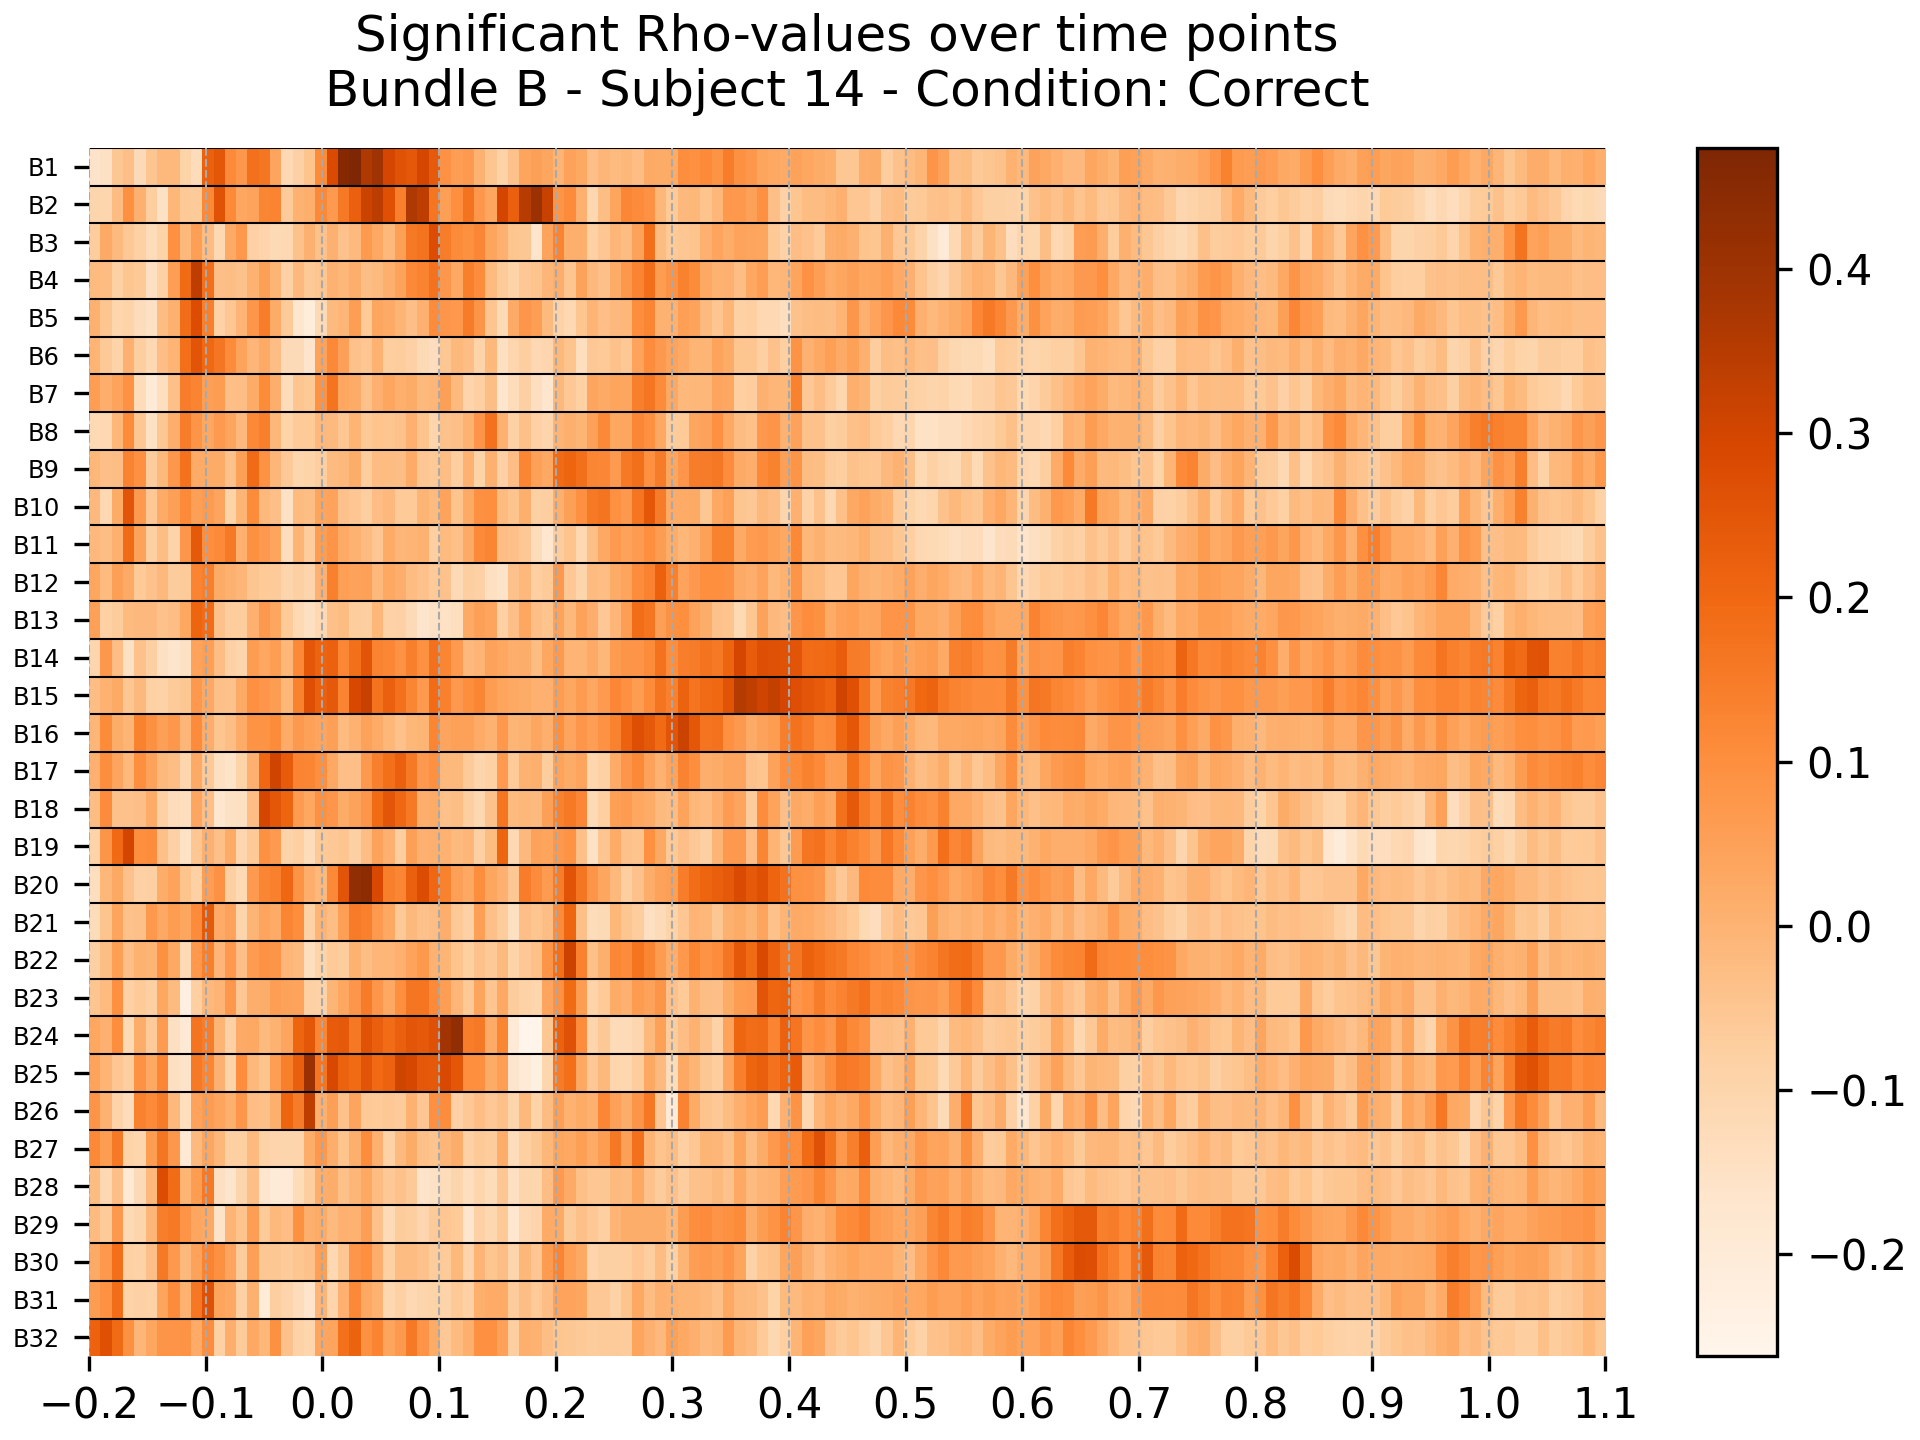 Significant Rho-values over time points
Bundle B - Subject 14 - Condition: Correct
B1
B2
B3
B4
B5
B6
B7
B8
B9
B10
B11
B12
B13
B14
B15
B16
B17
B18
B19
B20
B21
B22
B23
B24
B25
B26
B27
B28
B29
B30
B31
B32
−0.2 −0.1 0.0 0.1 0.2 0.3 0.4 0.5 0.6 0.7 0.8 0.9 1.0 1.1
0.4
0.3
0.2
0.1
0.0
−0.1
−0.2